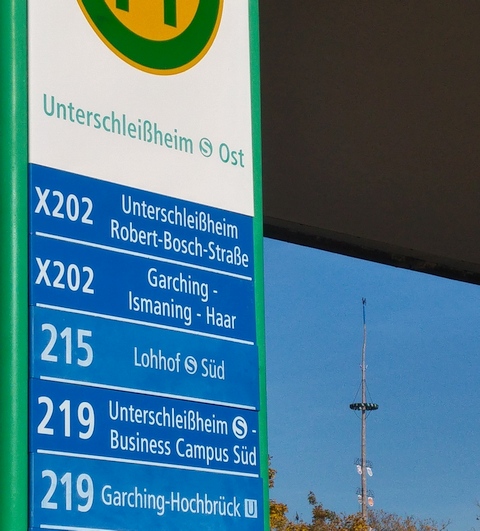 H
Unterschleißheim Ⓢ Ost
X202 Unterschleißheim
Robert-Bosch-Straße
X202 Garching -
Ismaning - Haar
215 Lohhof Ⓢ Süd
219 Unterschleißheim Ⓢ -
Business Campus Süd
219 Garching-Hochbrück U